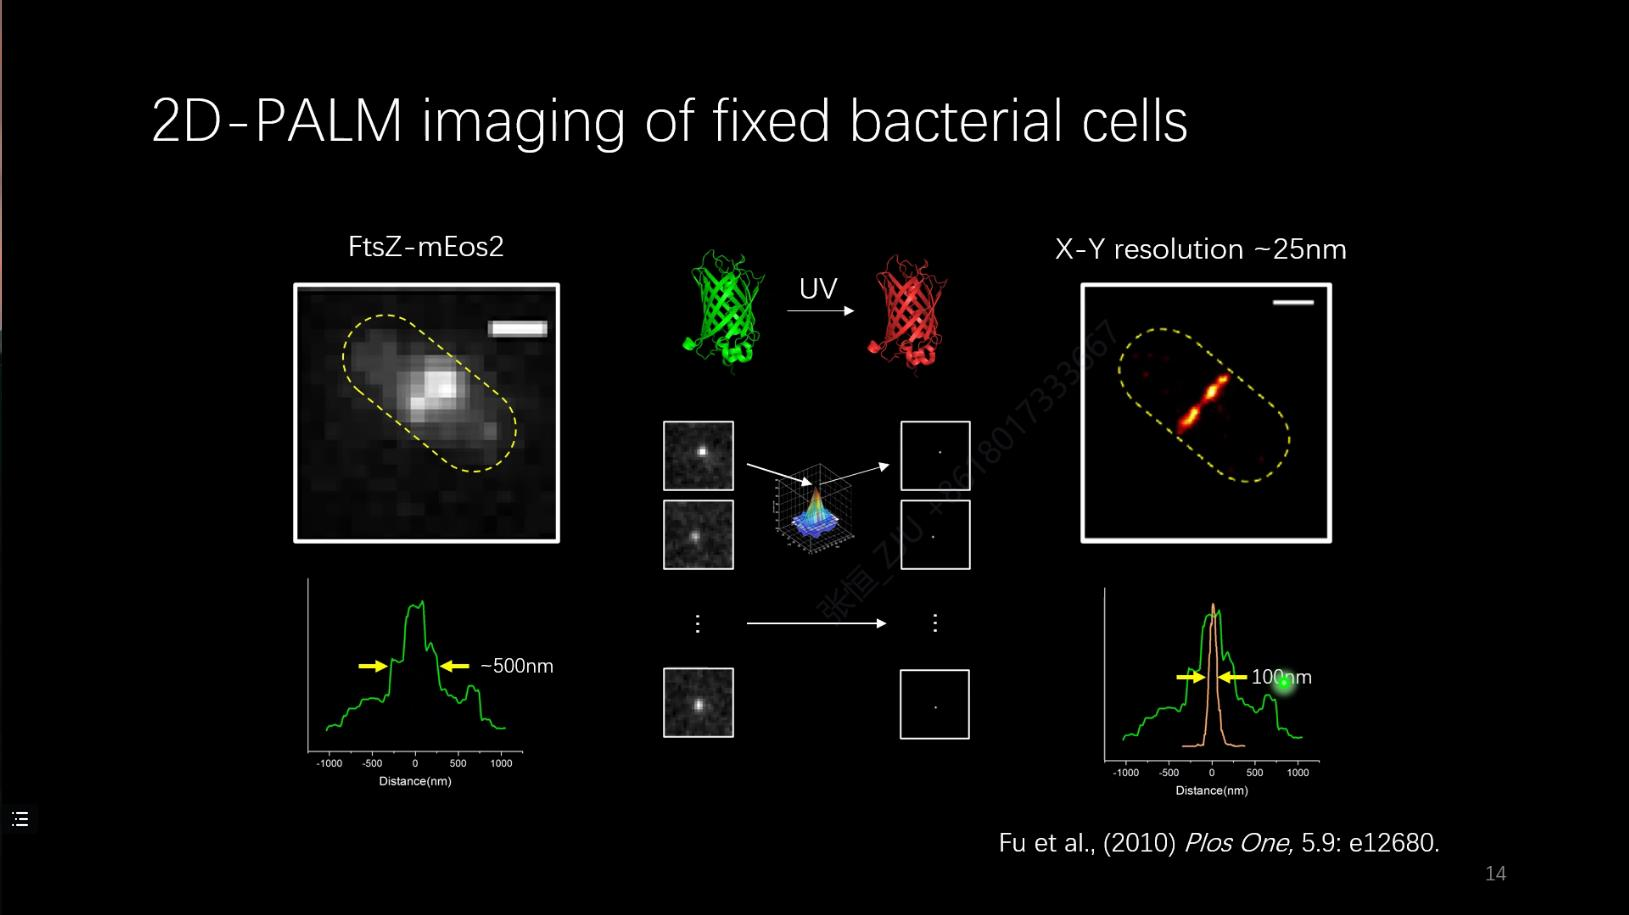 2D-PALM imaging of fixed bacterial cells
FtsZ-mEos2
UV
X-Y resolution ~25nm
张恒_ZJU_+8618017333667
⋮
⋮
~500nm
100nm
-1000 -500 0 500 1000
Distance(nm)
-1000 -500 0 500 1000
Distance(nm)
Fu et al., (2010) Plos One, 5.9: e12680.
14